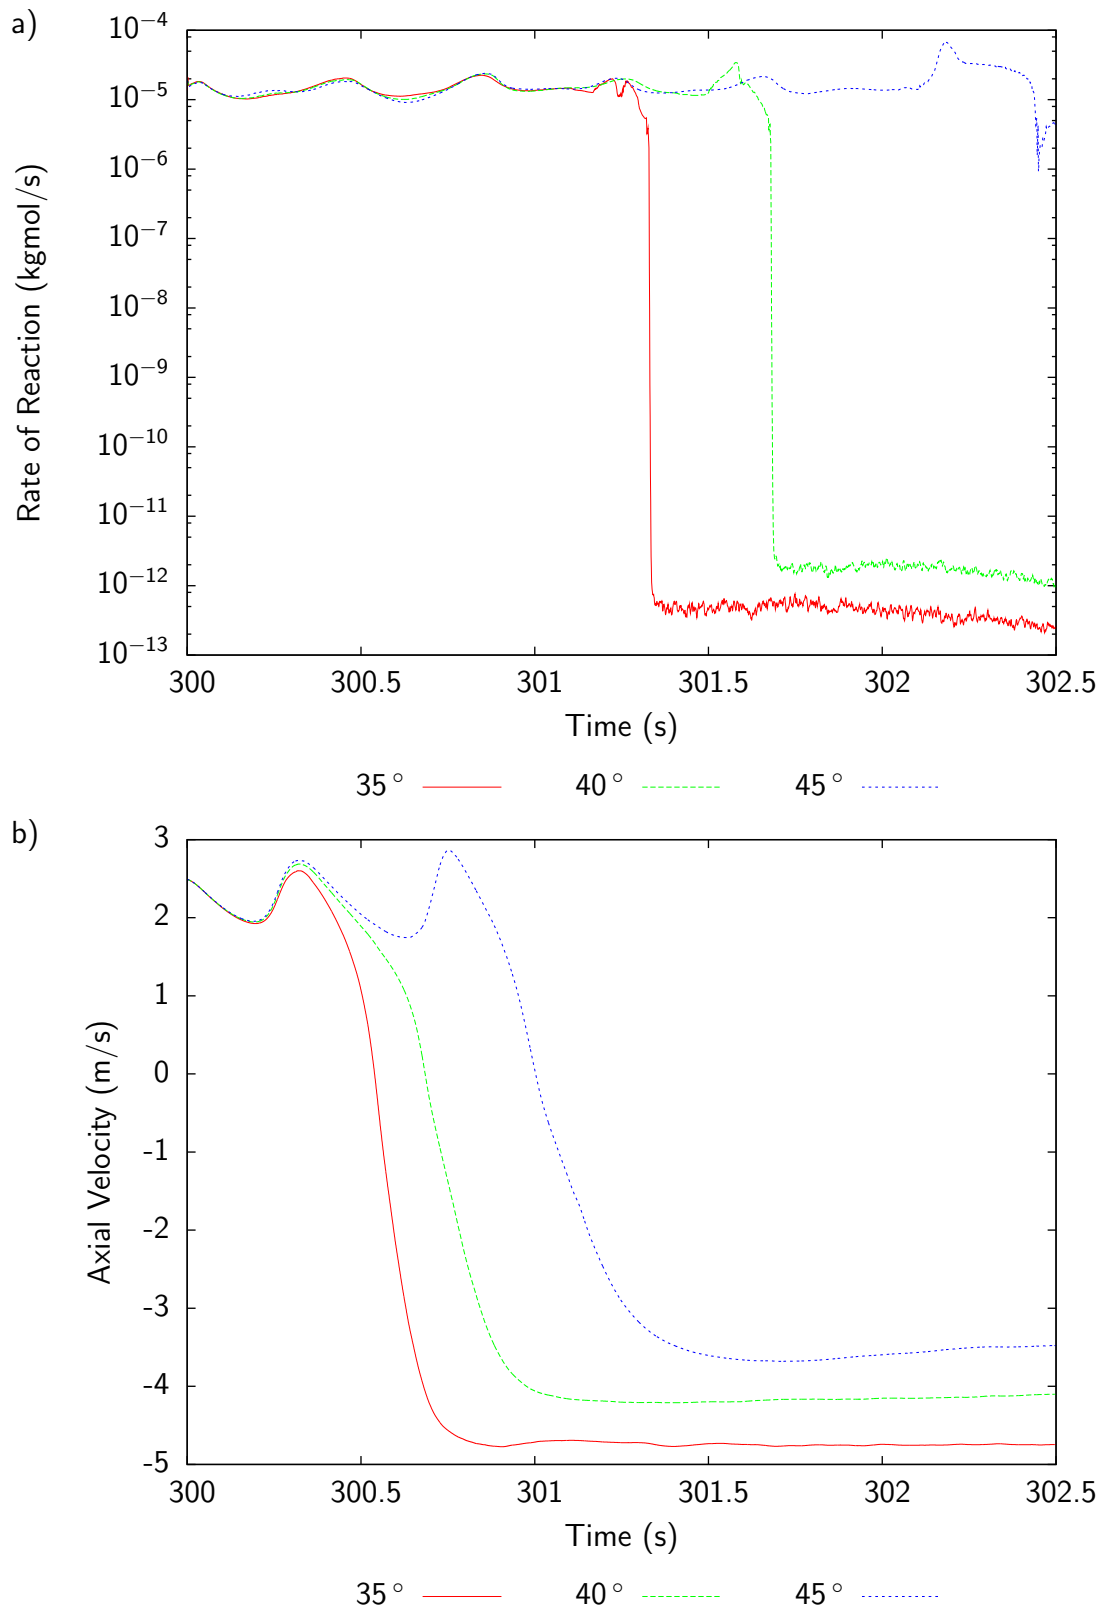 a)
10⁻⁴
10⁻⁵
10⁻⁶
10⁻⁷
10⁻⁸
10⁻⁹
10⁻¹⁰
10⁻¹¹
10⁻¹²
10⁻¹³
Rate of Reaction (kgmol/s)
300 300.5 301 301.5 302 302.5
Time (s)
35° 40° 45°
b)
3
2
1
0
-1
-2
-3
-4
-5
Axial Velocity (m/s)
300 300.5 301 301.5 302 302.5
Time (s)
35° 40° 45°